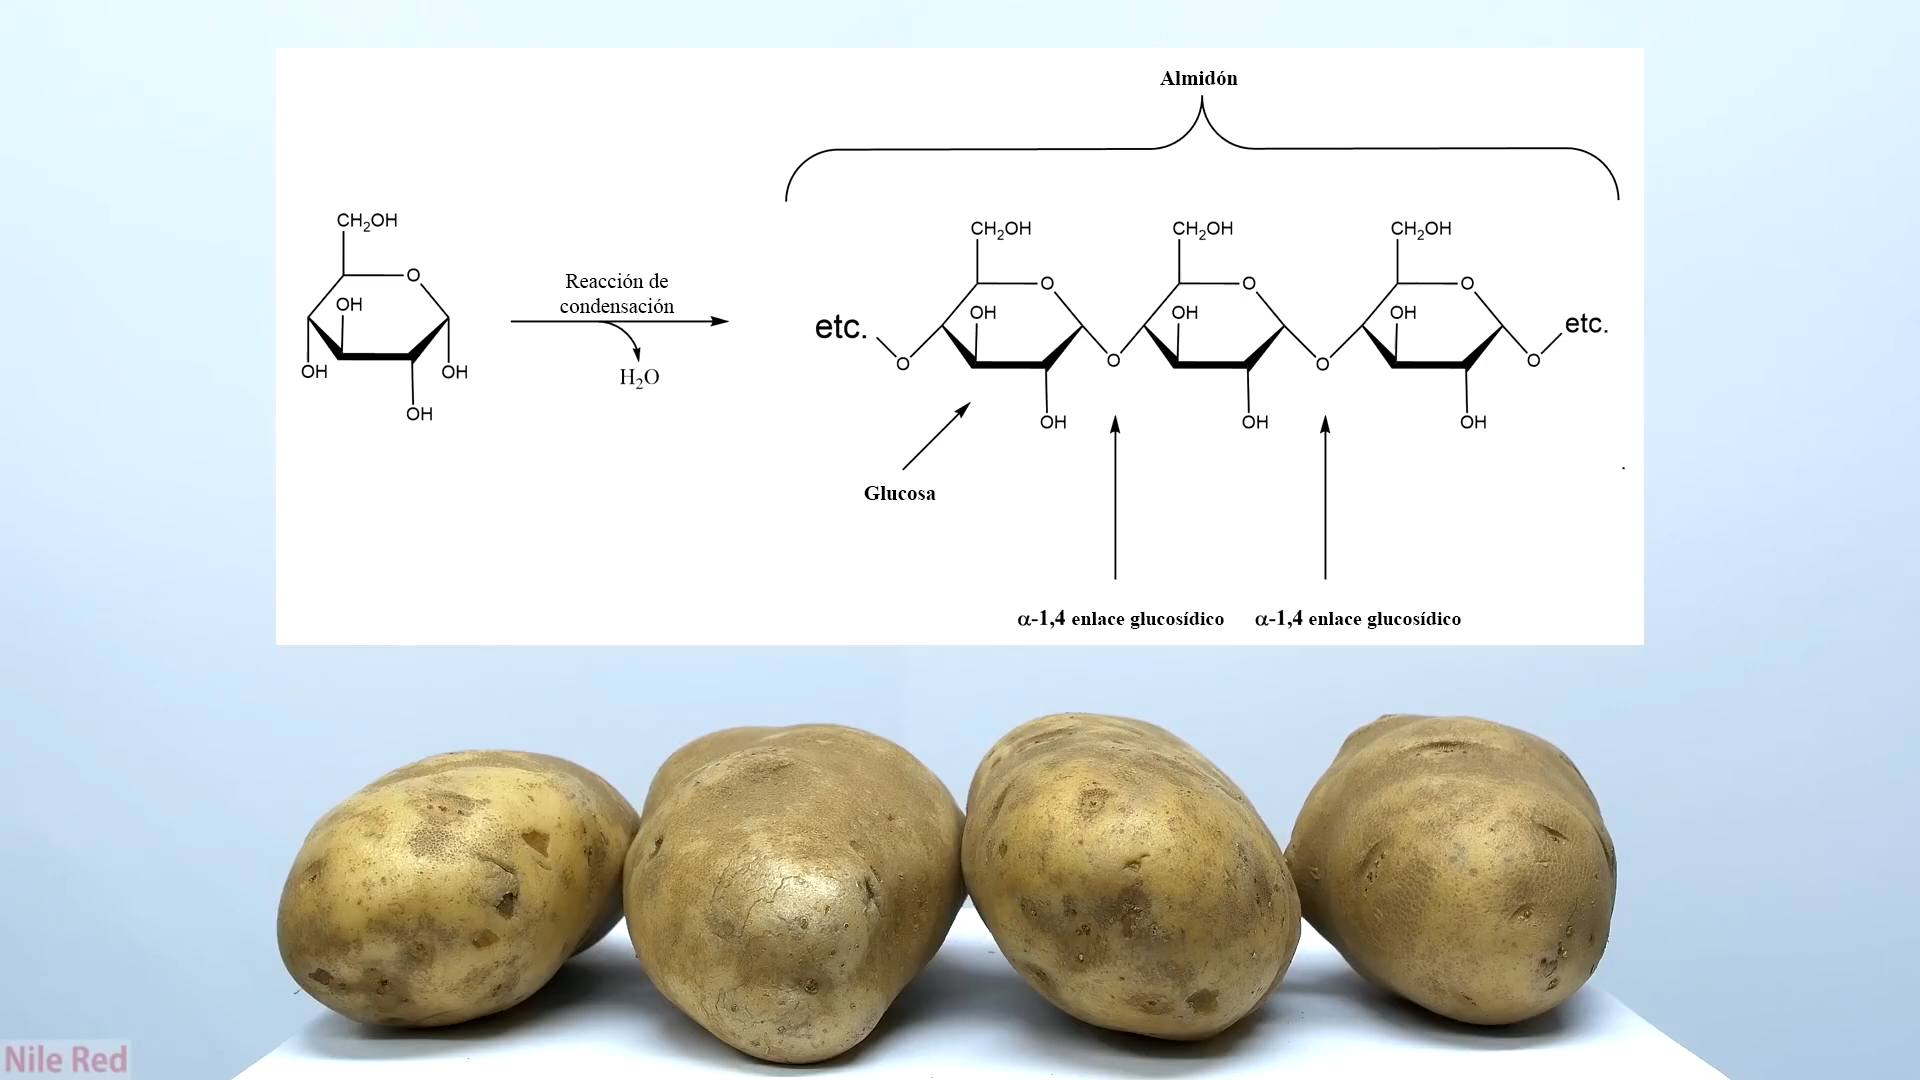 Almidón
CH₂OH
O
OH
OH
OH
OH
Reacción de
condensación
H₂O
etc.
O
CH₂OH
O
OH
OH
O
CH₂OH
O
OH
OH
O
CH₂OH
O
OH
OH
O
etc.
Glucosa
α-1,4 enlace glucosídico
α-1,4 enlace glucosídico
Nile Red